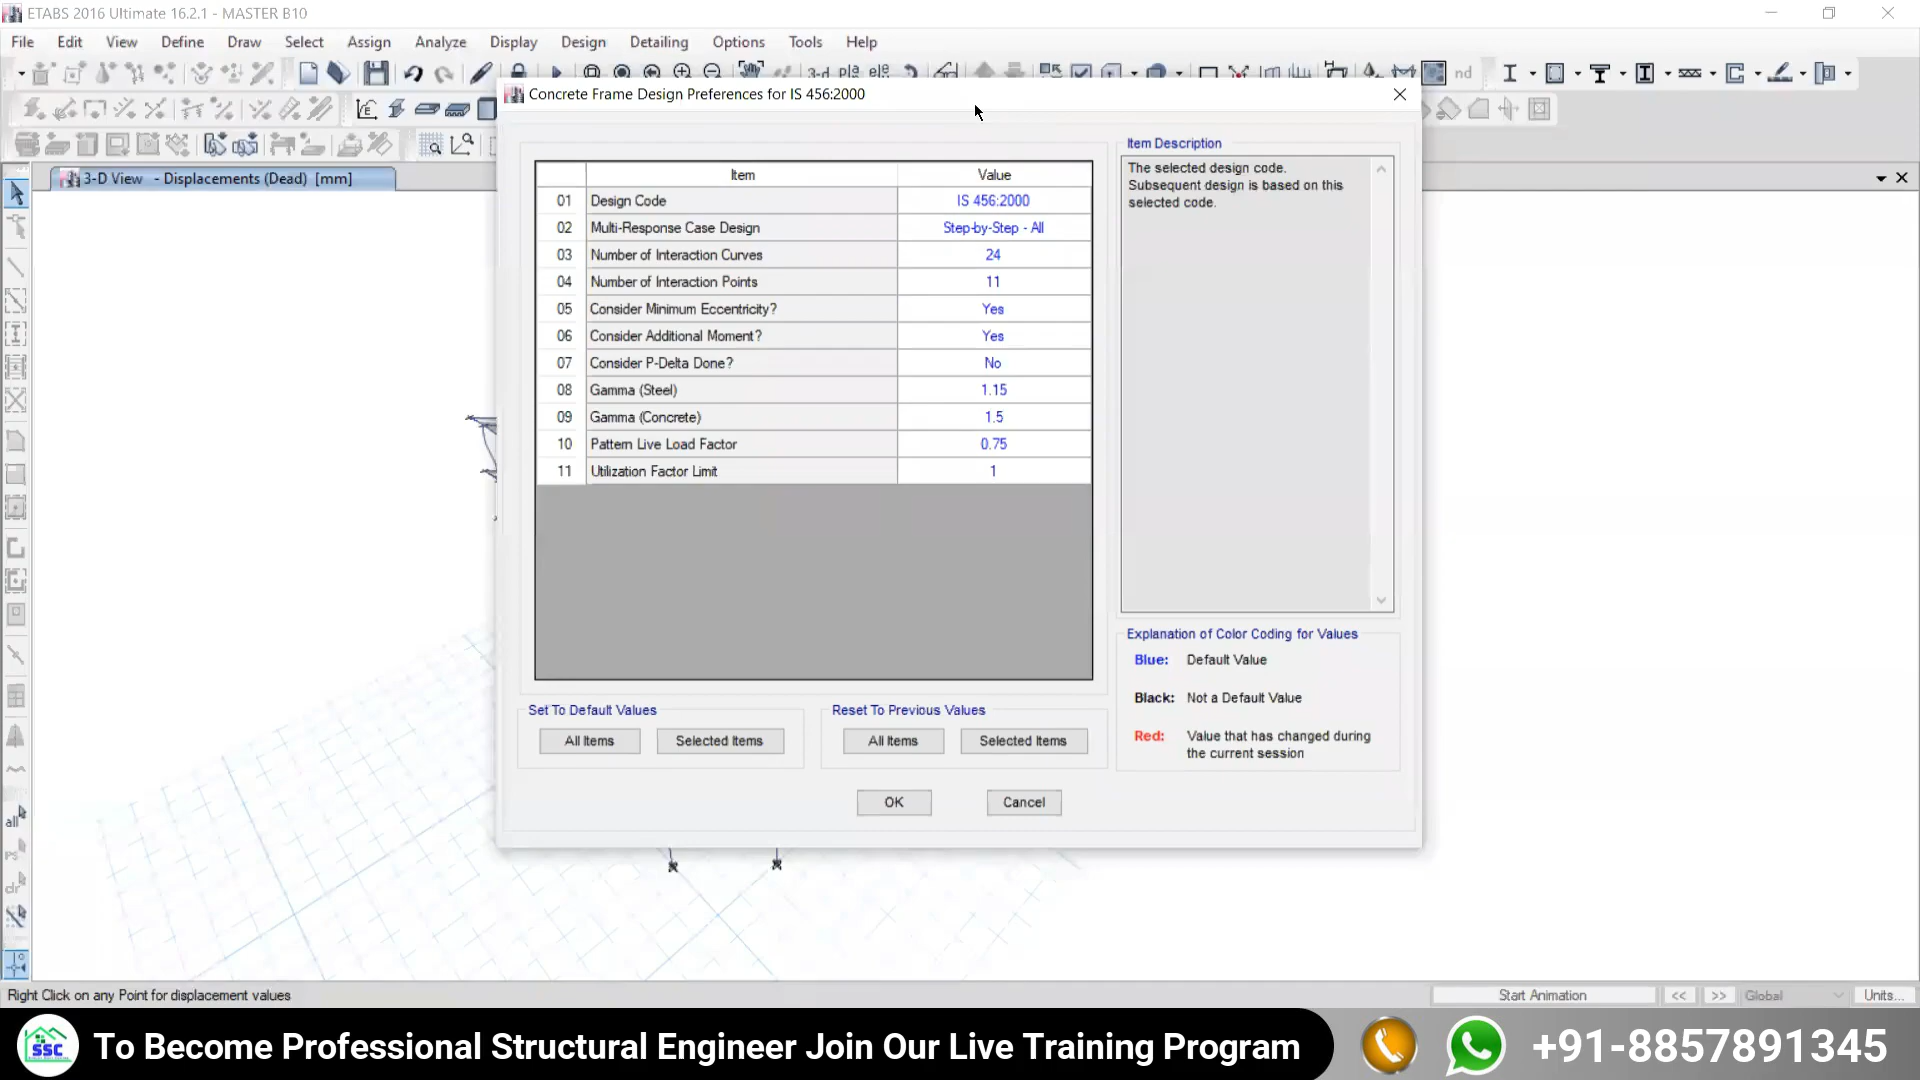 ETABS 2016 Ultimate 16.2.1 - MASTER B10
File Edit View Define Draw Select Assign Analyze Display Design Detailing Options Tools Help
3-d pla ele nd
Concrete Frame Design Preferences for IS 456:2000
3-D View - Displacements (Dead) [mm]
Item Value
01 Design Code IS 456:2000
02 Multi-Response Case Design Step-by-Step - All
03 Number of Interaction Curves 24
04 Number of Interaction Points 11
05 Consider Minimum Eccentricity? Yes
06 Consider Additional Moment? Yes
07 Consider P-Delta Done? No
08 Gamma (Steel) 1.15
09 Gamma (Concrete) 1.5
10 Pattern Live Load Factor 0.75
11 Utilization Factor Limit 1
Item Description
The selected design code.
Subsequent design is based on this
selected code.
Explanation of Color Coding for Values
Blue: Default Value
Black: Not a Default Value
Red: Value that has changed during
the current session
Set To Default Values
All Items Selected Items
Reset To Previous Values
All Items Selected Items
OK Cancel
all
ps
clr
Right Click on any Point for displacement values
Start Animation << >> Global Units...
SSC
To Become Professional Structural Engineer Join Our Live Training Program
+91-8857891345